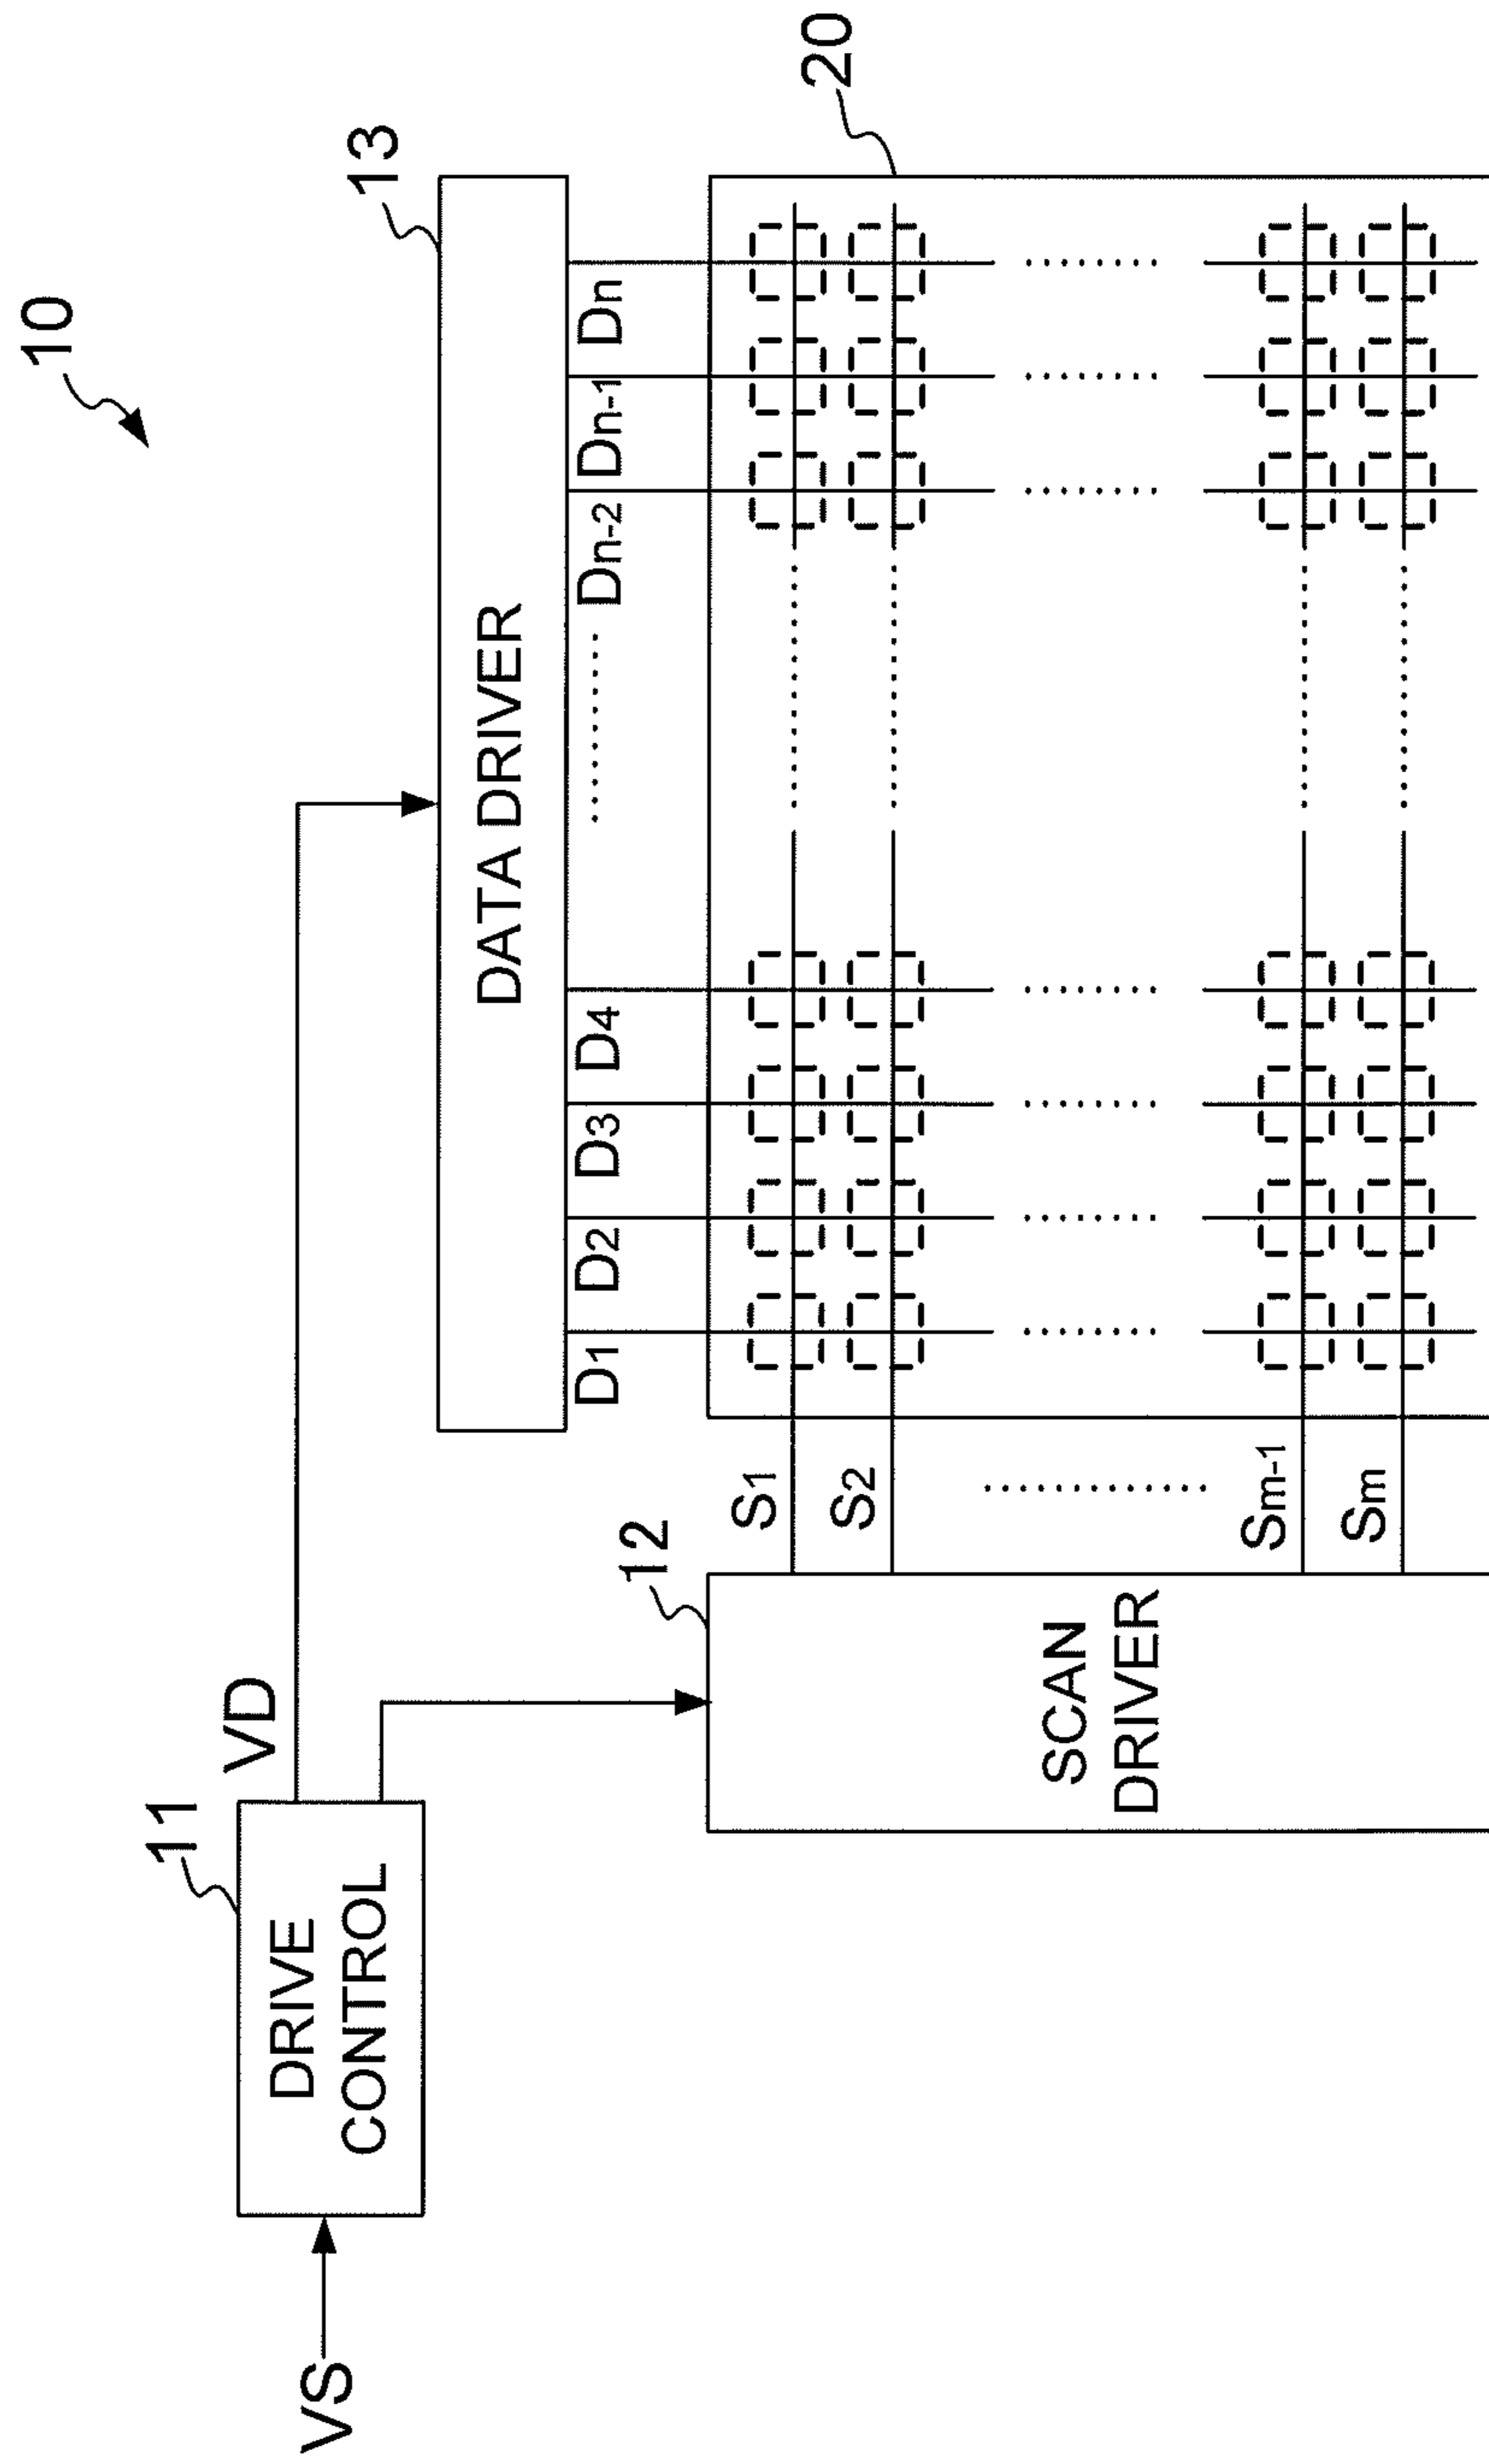 10
VS
DRIVE
CONTROL
11
VD
DATA DRIVER
13
D1 D2 D3 D4 ............ Dn-2 Dn-1 Dn
20
12
SCAN
DRIVER
S1
S2
............
Sm-1
Sm